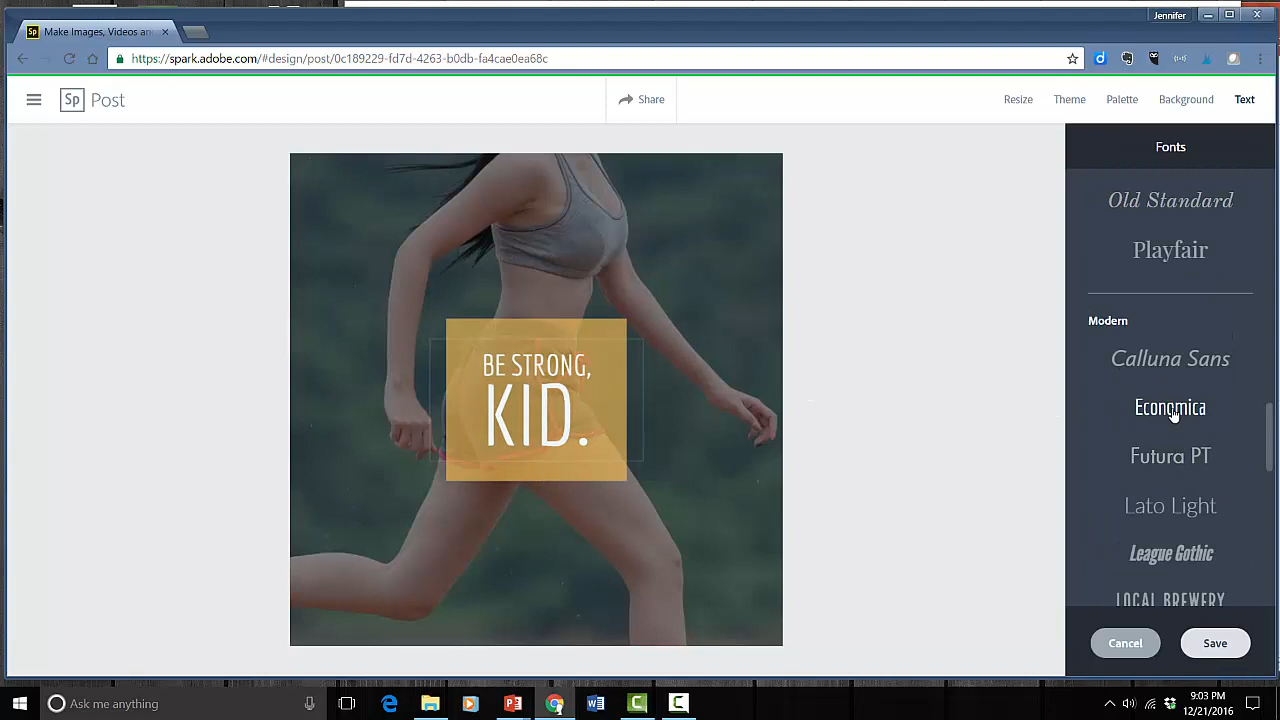 Jennifer
Sp Make Images, Videos an
https://spark.adobe.com/#design/post/0c189229-fd7d-4263-b0db-fa4cae0ea68c
Sp Post
Share
Resize Theme Palette Background Text
Fonts
Old Standard
Playfair
Modern
Calluna Sans
Economica
Futura PT
Lato Light
League Gothic
LOCAL BREWERY
Cancel Save
BE STRONG,
KID.
Ask me anything
9:03 PM
12/21/2016